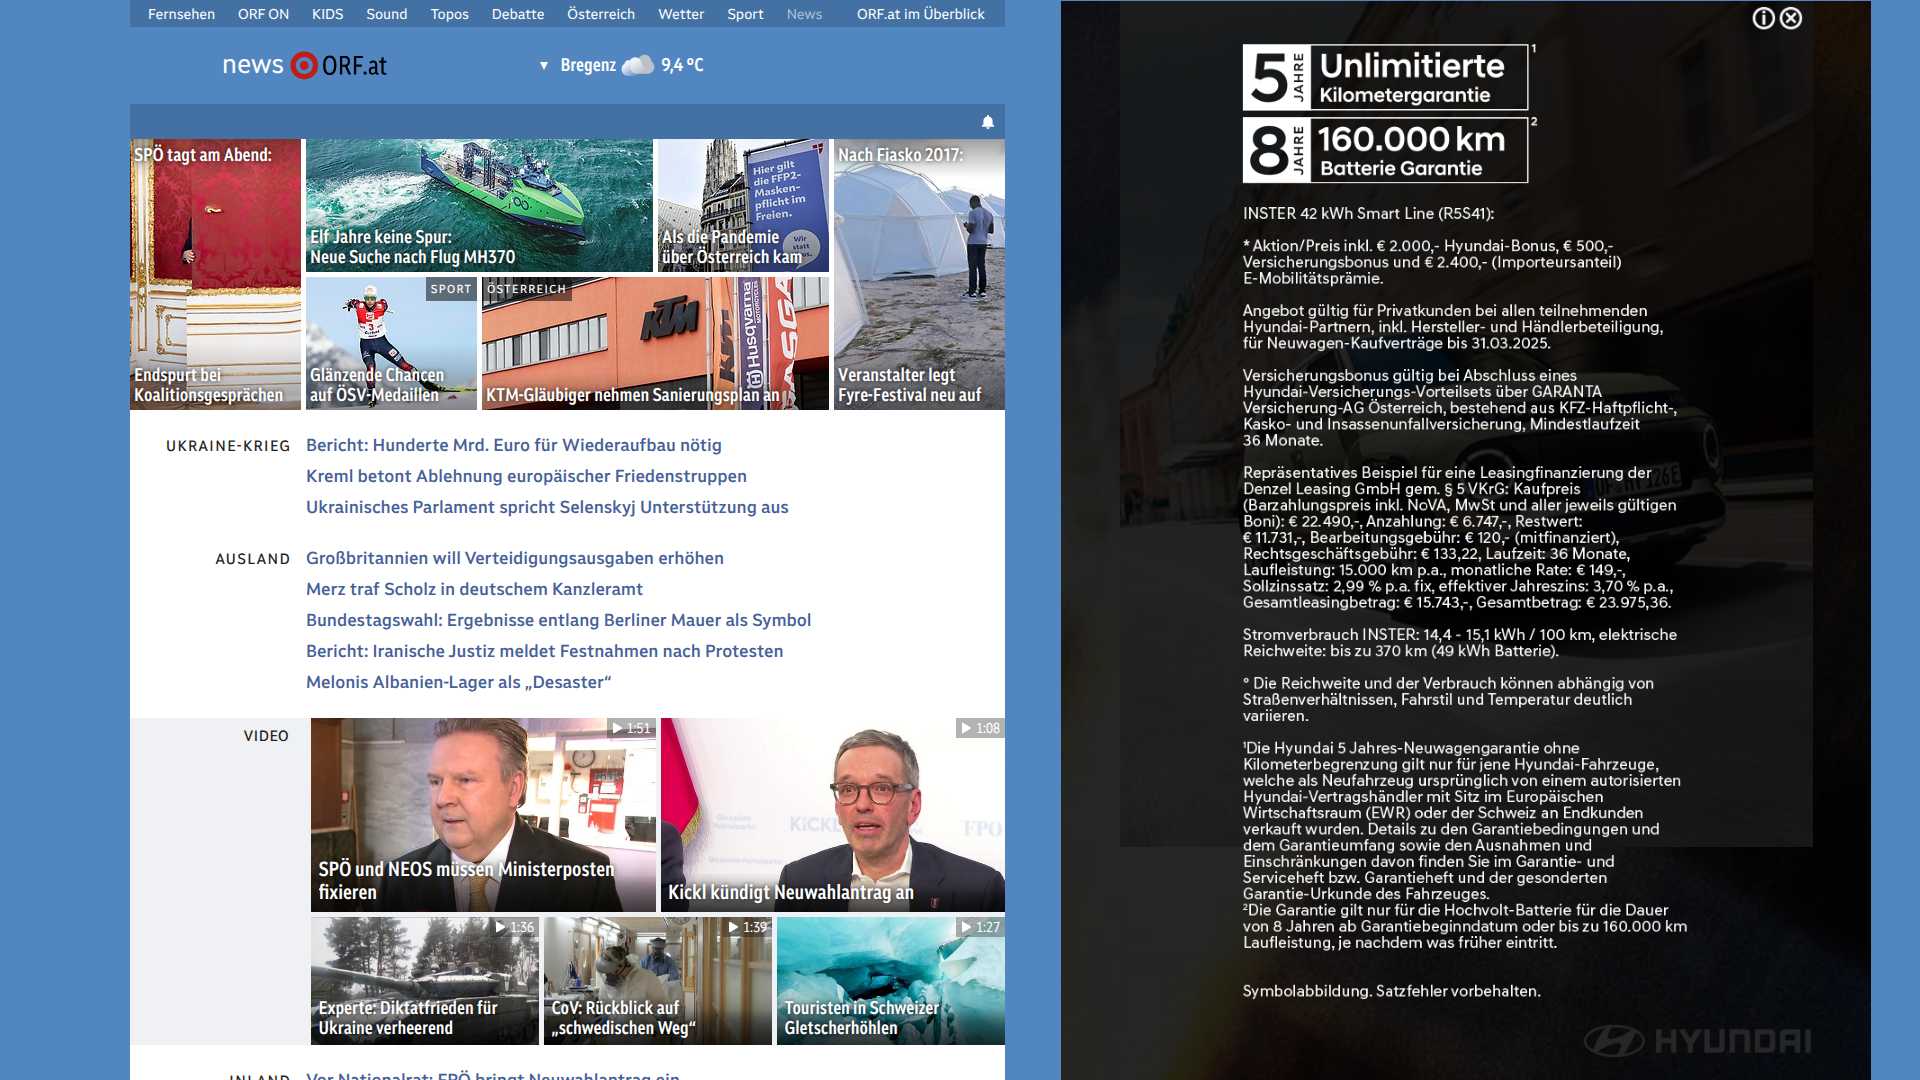 Fernsehen ORF ON KIDS Sound Topos Debatte Österreich Wetter Sport News ORF.at im Überblick
news ORF.at
Bregenz 9,4 °C
SPÖ tagt am Abend:
Endspurt bei
Koalitionsgesprächen
Elf Jahre keine Spur:
Neue Suche nach Flug MH370
Hier gilt
die FFP2-
Masken-
pflicht im
Freien.
Wir
statt
Als die Pandemie
über Österreich kam
Nach Fiasko 2017:
Veranstalter legt
Fyre-Festival neu auf
SPORT
3
Glänzende Chancen
auf ÖSV-Medaillen
ÖSTERREICH
KTM
KTM
Husqvarna
MOTORCYCLES
GASGA
KTM-Gläubiger nehmen Sanierungsplan an
UKRAINE-KRIEG
Bericht: Hunderte Mrd. Euro für Wiederaufbau nötig
Kreml betont Ablehnung europäischer Friedenstruppen
Ukrainisches Parlament spricht Selenskyj Unterstützung aus
AUSLAND
Großbritannien will Verteidigungsausgaben erhöhen
Merz traf Scholz in deutschem Kanzleramt
Bundestagswahl: Ergebnisse entlang Berliner Mauer als Symbol
Bericht: Iranische Justiz meldet Festnahmen nach Protesten
Melonis Albanien-Lager als „Desaster“
VIDEO
1:51
SPÖ und NEOS müssen Ministerposten
fixieren
1:08
KiCKL
FPÖ
Kickl kündigt Neuwahlantrag an
1:36
Experte: Diktatfrieden für
Ukraine verheerend
1:39
CoV: Rückblick auf
„schwedischen Weg“
1:27
Touristen in Schweizer
Gletscherhöhlen
INLAND
Vor Nationalrat: FPÖ bringt Neuwahlantrag ein
5 JAHRE Unlimitierte Kilometergarantie 1
8 JAHRE 160.000 km Batterie Garantie 2
INSTER 42 kWh Smart Line (R5S41):
* Aktion/Preis inkl. € 2.000,- Hyundai-Bonus, € 500,-
Versicherungsbonus und € 2.400,- (Importeursanteil)
E-Mobilitätsprämie.
Angebot gültig für Privatkunden bei allen teilnehmenden
Hyundai-Partnern, inkl. Hersteller- und Händlerbeteiligung,
für Neuwagen-Kaufverträge bis 31.03.2025.
Versicherungsbonus gültig bei Abschluss eines
Hyundai-Versicherungs-Vorteilsets über GARANTA
Versicherung-AG Österreich, bestehend aus KFZ-Haftpflicht-,
Kasko- und Insassenunfallversicherung, Mindestlaufzeit
36 Monate.
Repräsentatives Beispiel für eine Leasingfinanzierung der
Denzel Leasing GmbH gem. § 5 VKrG: Kaufpreis
(Barzahlungspreis inkl. NoVA, MwSt und aller jeweils gültigen
Boni): € 22.490,-, Anzahlung: € 6.747,-, Restwert:
€ 11.731,-, Bearbeitungsgebühr: € 120,- (mitfinanziert),
Rechtsgeschäftsgebühr: € 133,22, Laufzeit: 36 Monate,
Laufleistung: 15.000 km p.a., monatliche Rate: € 149,-,
Sollzinssatz: 2,99 % p.a. fix, effektiver Jahreszins: 3,70 % p.a.,
Gesamtleasingbetrag: € 15.743,-, Gesamtbetrag: € 23.975,36.
Stromverbrauch INSTER: 14,4 - 15,1 kWh / 100 km, elektrische
Reichweite: bis zu 370 km (49 kWh Batterie).
° Die Reichweite und der Verbrauch können abhängig von
Straßenverhältnissen, Fahrstil und Temperatur deutlich
variieren.
¹Die Hyundai 5 Jahres-Neuwagengarantie ohne
Kilometerbegrenzung gilt nur für jene Hyundai-Fahrzeuge,
welche als Neufahrzeug ursprünglich von einem autorisierten
Hyundai-Vertragshändler mit Sitz im Europäischen
Wirtschaftsraum (EWR) oder der Schweiz an Endkunden
verkauft wurden. Details zu den Garantiebedingungen und
dem Garantieumfang sowie den Ausnahmen und
Einschränkungen davon finden Sie im Garantie- und
Serviceheft bzw. Garantieheft und der gesonderten
Garantie-Urkunde des Fahrzeuges.
²Die Garantie gilt nur für die Hochvolt-Batterie für die Dauer
von 8 Jahren ab Garantiebeginndatum oder bis zu 160.000 km
Laufleistung, je nachdem was früher eintritt.
Symbolabbildung. Satzfehler vorbehalten.
HYUNDAI